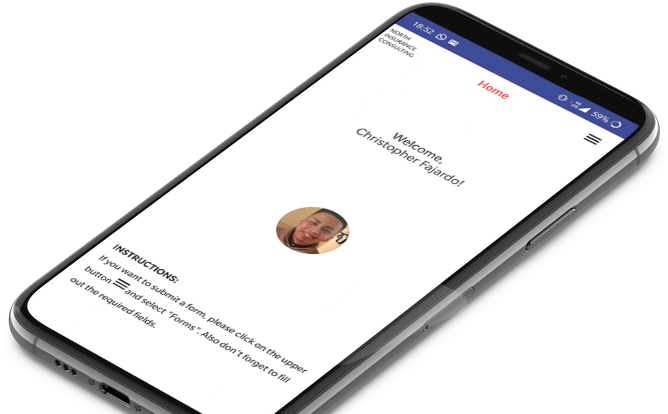 18:52
4G
59%
NORTH
INSURANCE
CONSULTING
Home
Welcome,
Christopher Fajardo!
INSTRUCTIONS:
If you want to submit a form, please click on the upper
button and select "Forms". Also don't forget to fill
out the required fields.